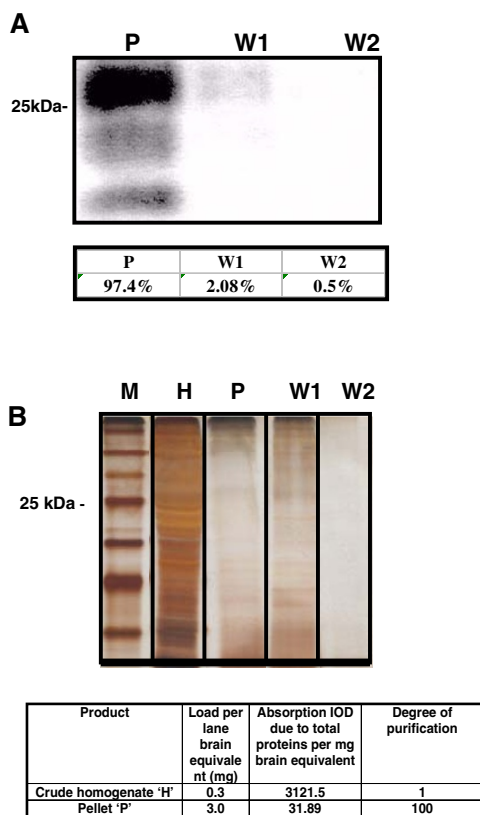 A
P W1 W2
25kDa-
P W1 W2
97.4% 2.08% 0.5%
M H P W1 W2
B
25 kDa -
Product Load per lane brain equivale nt (mg) Absorption IOD due to total proteins per mg brain equivalent Degree of purification
Crude homogenate ‘H’ 0.3 3121.5 1
Pellet ‘P’ 3.0 31.89 100